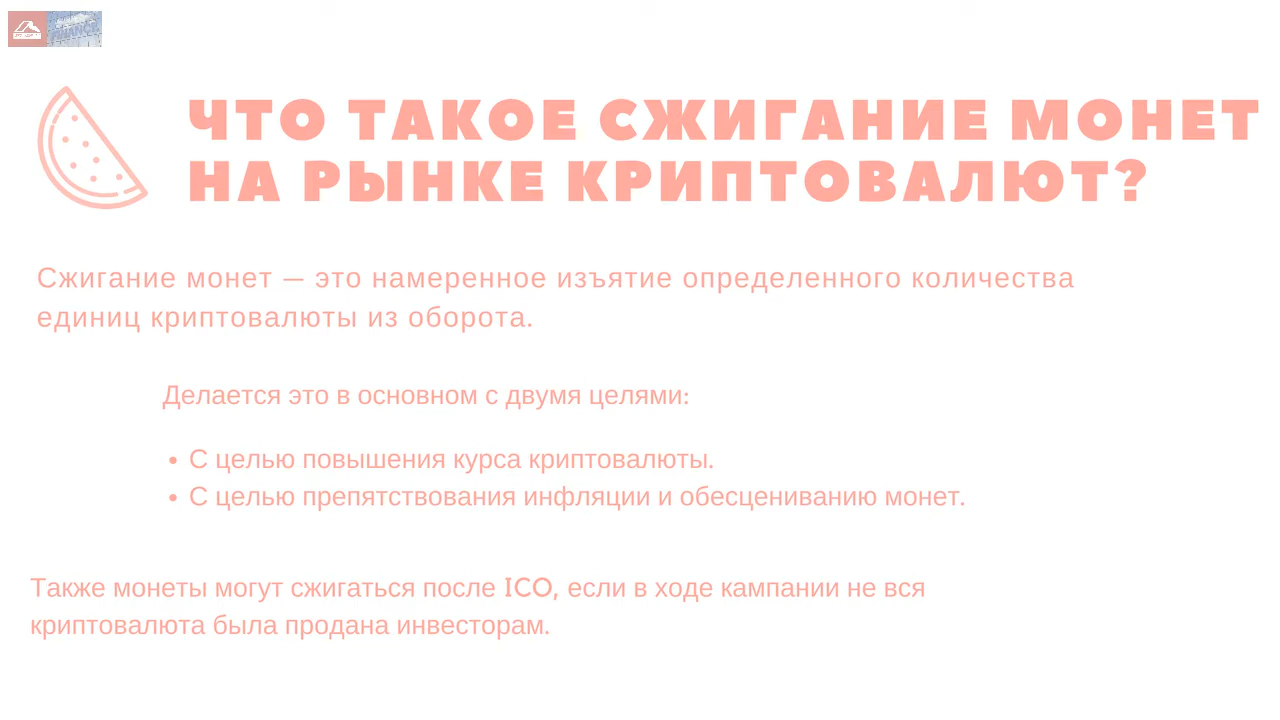 ЧТО ТАКОЕ СЖИГАНИЕ МОНЕТ
НА РЫНКЕ КРИПТОВАЛЮТ?
Сжигание монет — это намеренное изъятие определенного количества
единиц криптовалюты из оборота.
Делается это в основном с двумя целями:
• С целью повышения курса криптовалюты.
• С целью препятствования инфляции и обесцениванию монет.
Также монеты могут сжигаться после ICO, если в ходе кампании не вся
криптовалюта была продана инвесторам.